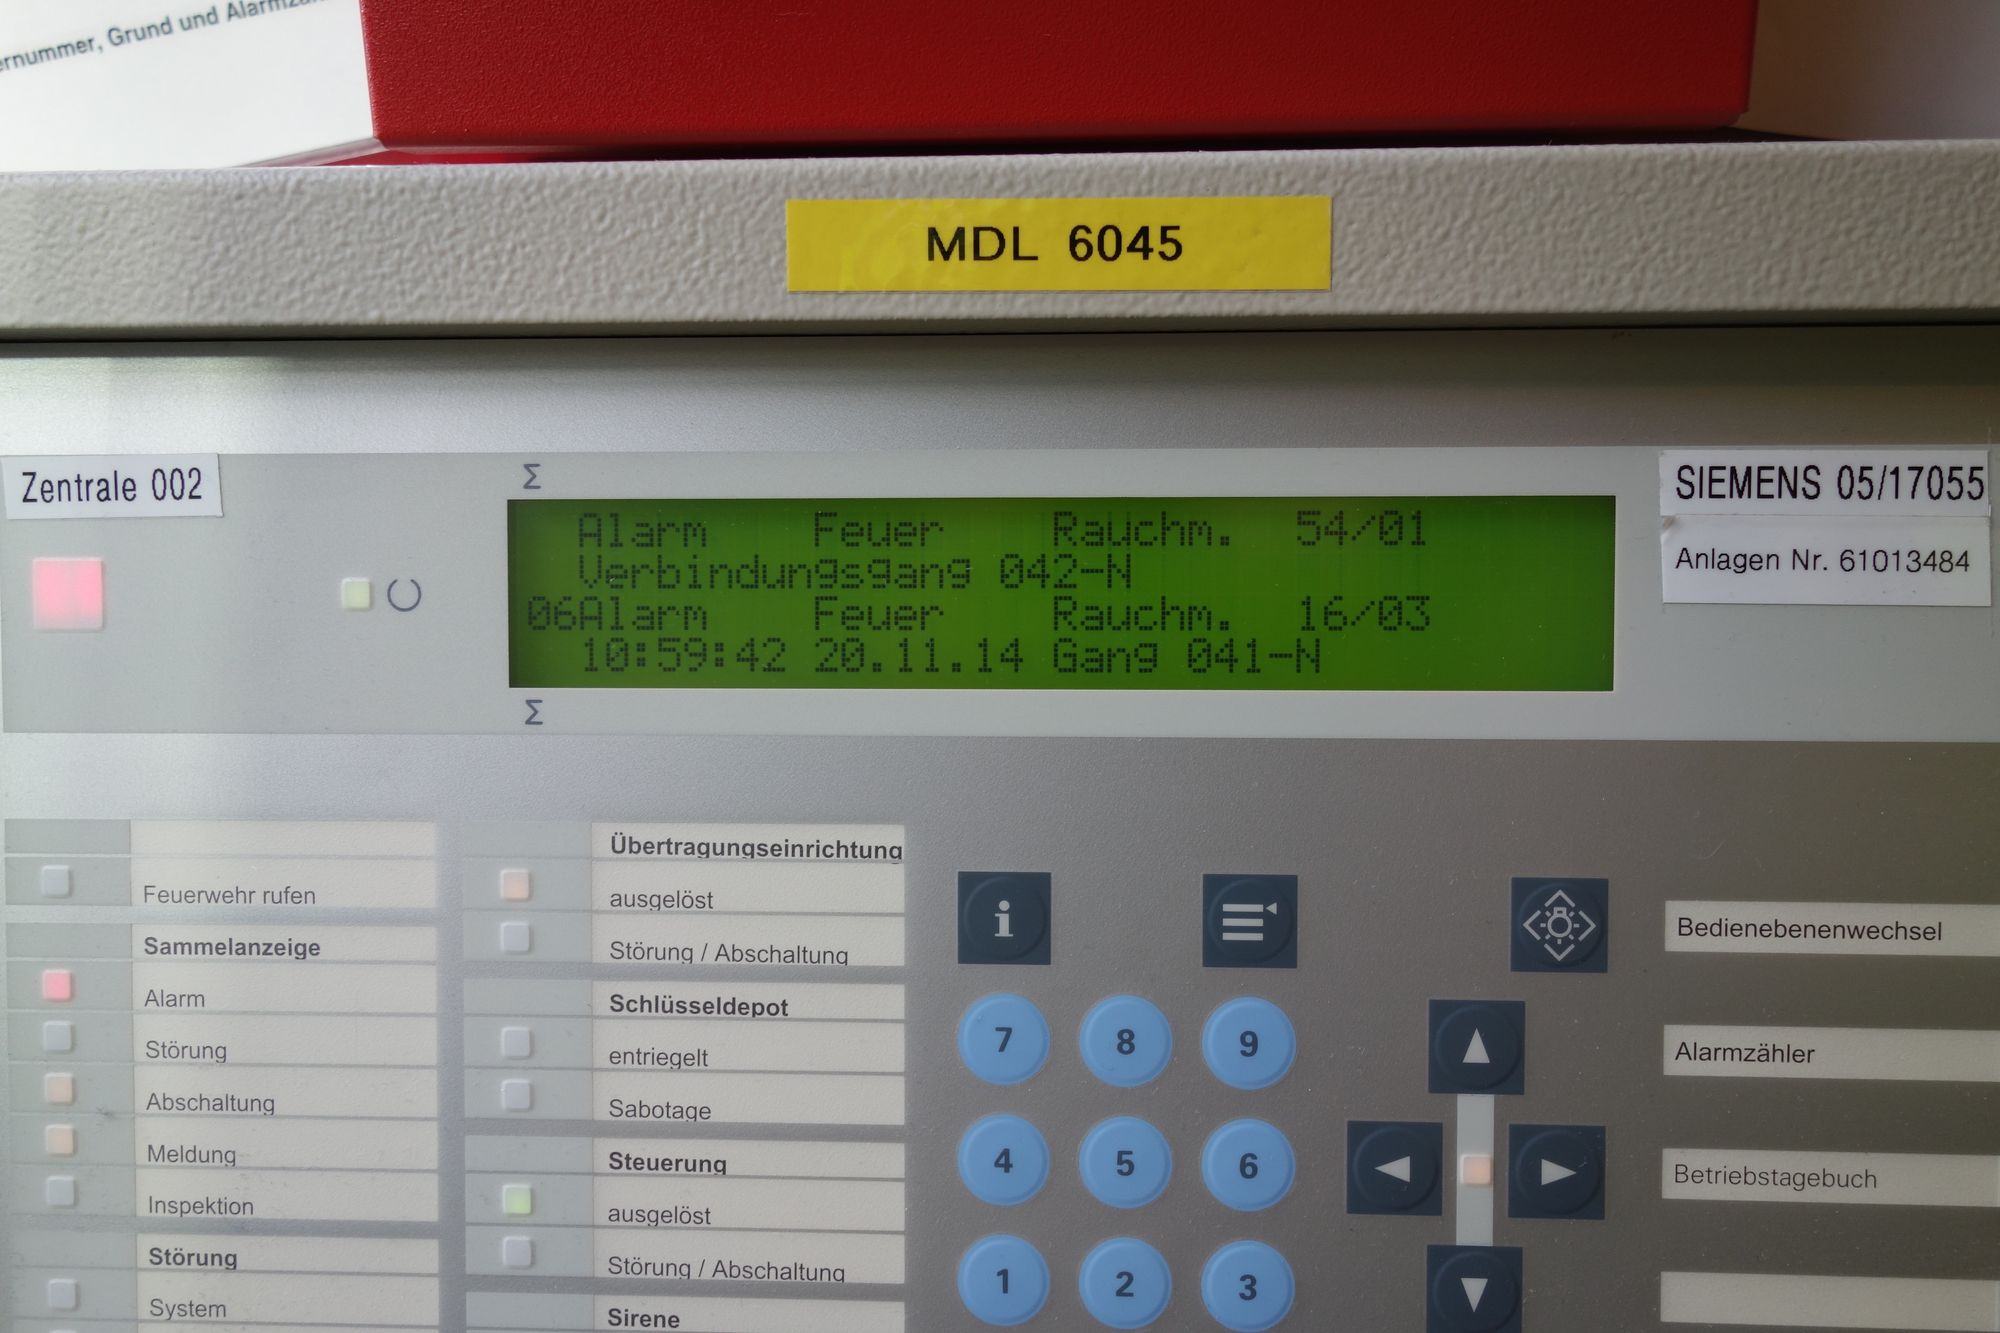 Grund und
MDL 6045
Zentrale 002
Σ
SIEMENS 05/17055
Anlagen Nr. 61013484
Alarm Feuer Rauchm. 54/01
Verbindungsgang 042-N
06Alarm Feuer Rauchm. 16/03
10:59:42 20.11.14 Gang 041-N
Σ
Feuerwehr rufen
Sammelanzeige
Alarm
Störung
Abschaltung
Meldung
Inspektion
Störung
System
Übertragungseinrichtung
ausgelöst
Störung / Abschaltung
Schlüsseldepot
entriegelt
Sabotage
Steuerung
ausgelöst
Störung / Abschaltung
Sirene
i
7 8 9
4 5 6
1 2 3
Bedienebenenwechsel
Alarmzähler
Betriebstagebuch